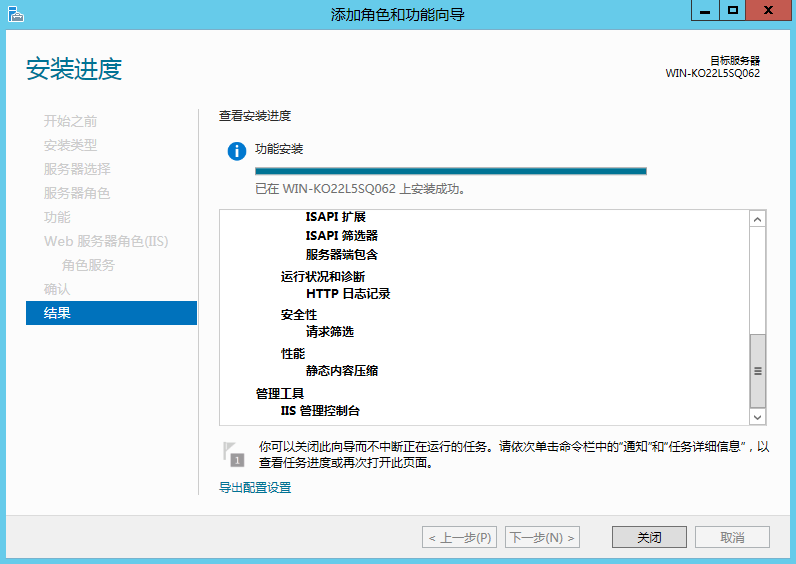 添加角色和功能向导
安装进度
目标服务器
WIN-KO22L5SQ062
开始之前
安装类型
服务器选择
服务器角色
功能
Web 服务器角色(IIS)
角色服务
确认
结果
查看安装进度
功能安装
已在 WIN-KO22L5SQ062 上安装成功。
ISAPI 扩展
ISAPI 筛选器
服务器端包含
运行状况和诊断
HTTP 日志记录
安全性
请求筛选
性能
静态内容压缩
管理工具
IIS 管理控制台
1
你可以关闭此向导而不中断正在运行的任务。请依次单击命令栏中的"通知"和"任务详细信息"，以
查看任务进度或再次打开此页面。
导出配置设置
< 上一步(P)
下一步(N) >
关闭
取消